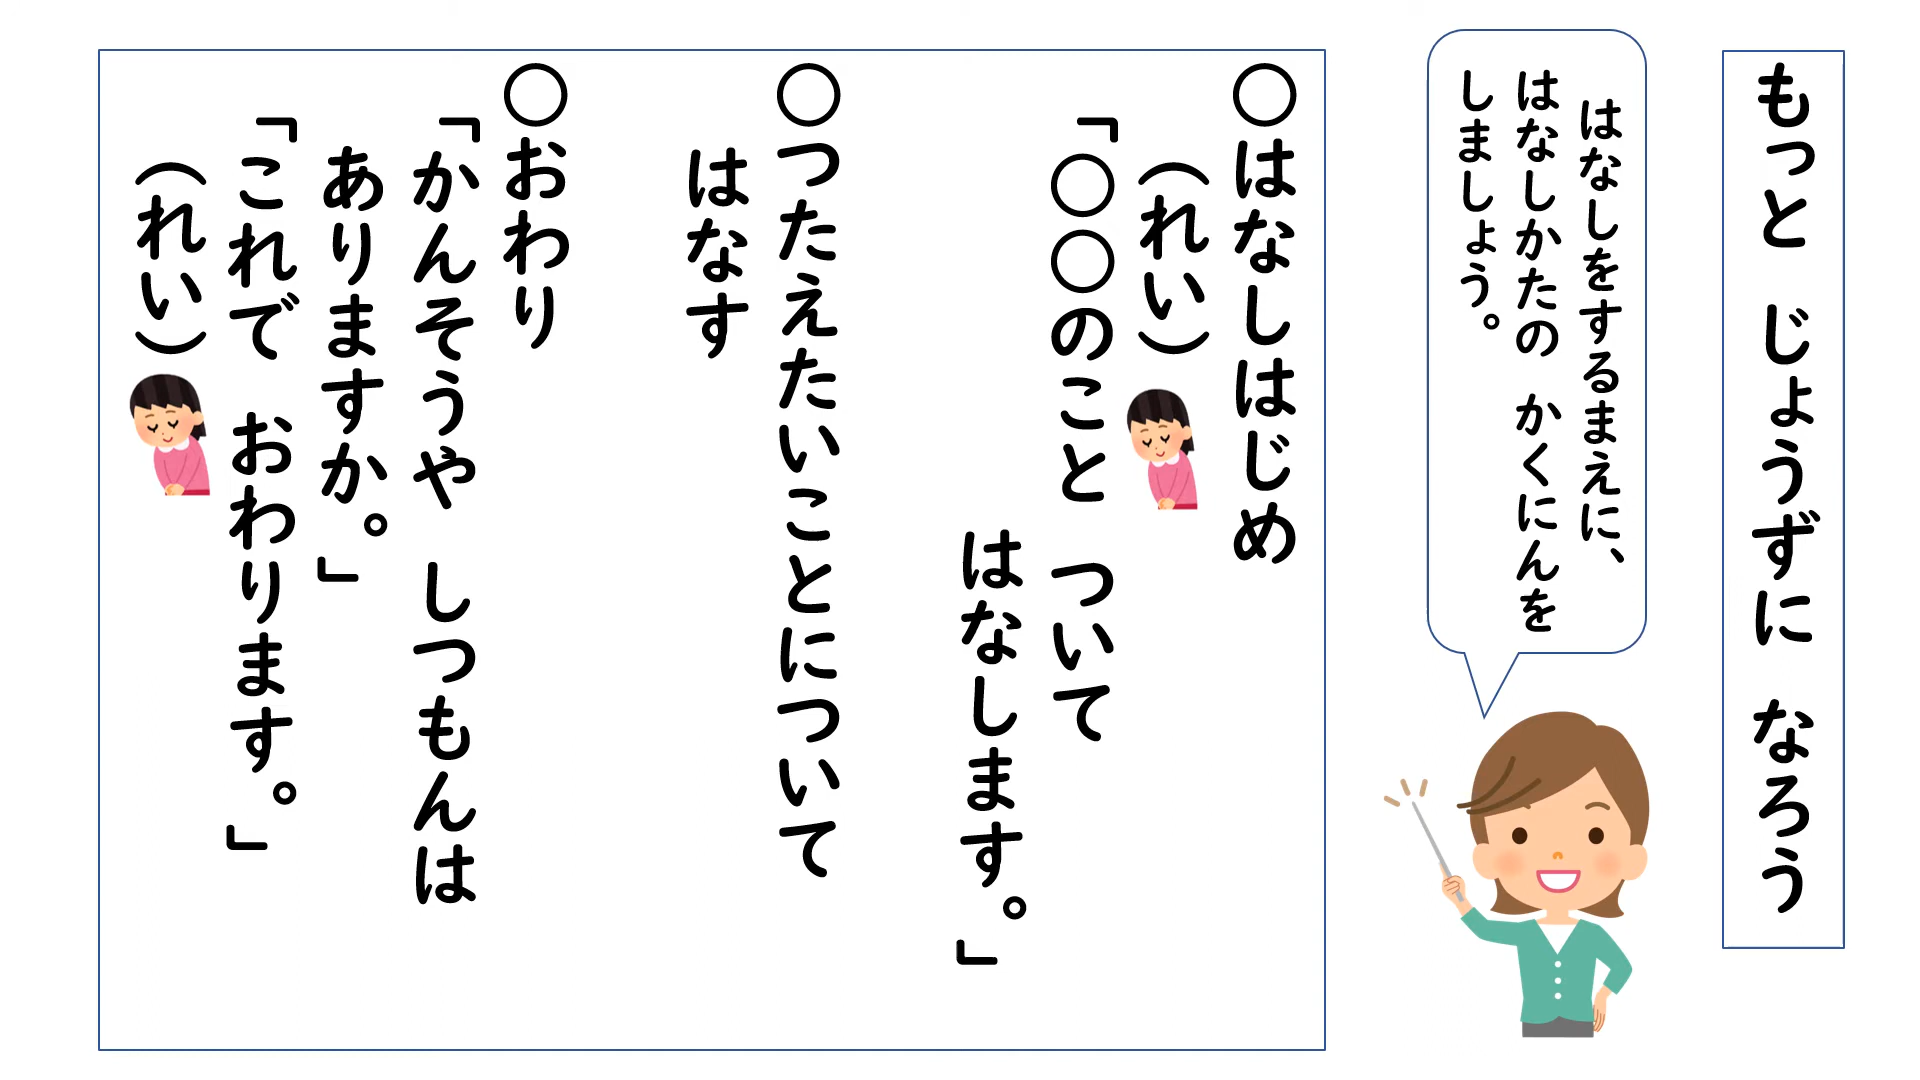 もっと じょうずに なろう
はなしをするまえに、
はなしかたの かくにんを
しましょう。
○はなしはじめ
(れい)
「○○のこと ついて
はなします。」
○つたえたいことについて
はなす
○おわり
「かんそうや しつもんは
ありますか。」
「これで おわります。」
(れい)